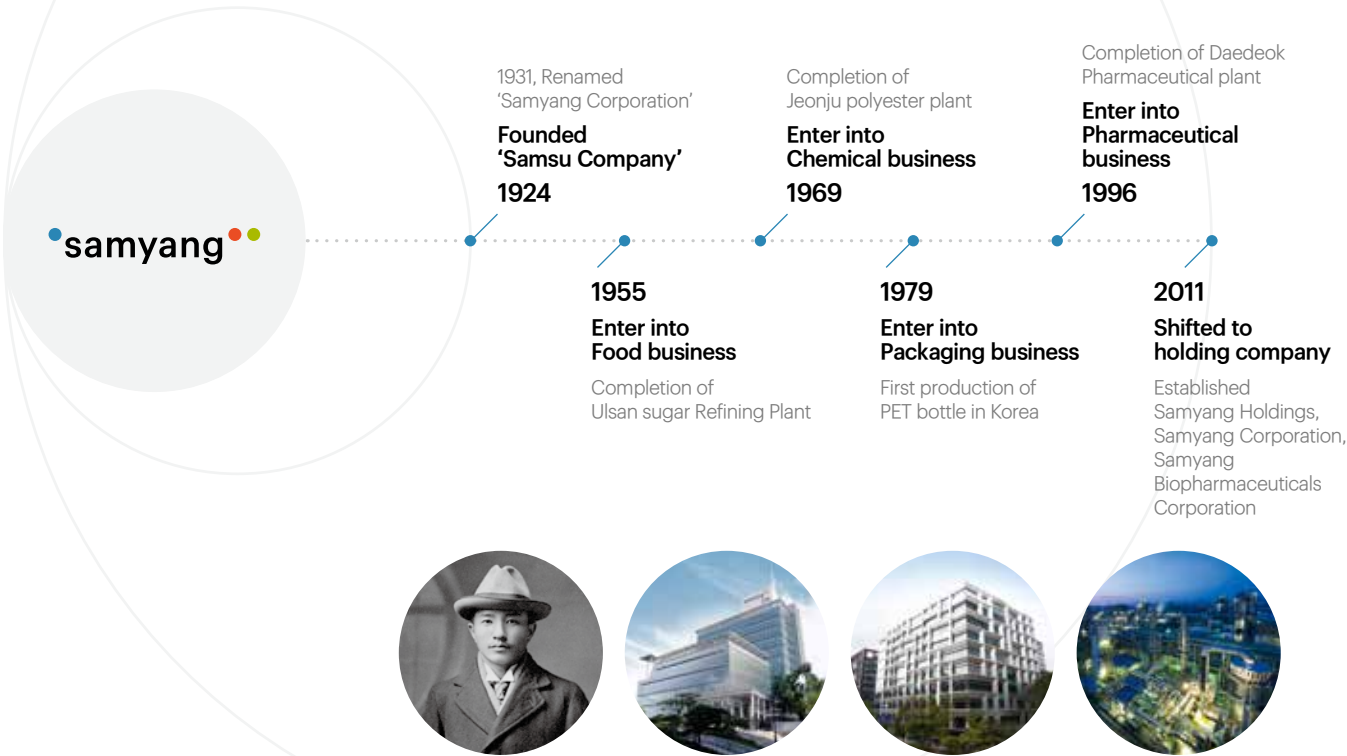 samyang
1931, Renamed
‘Samyang Corporation’
Founded
‘Samsu Company’
1924
1955
Enter into
Food business
Completion of
Ulsan sugar Refining Plant
Completion of
Jeonju polyester plant
Enter into
Chemical business
1969
1979
Enter into
Packaging business
First production of
PET bottle in Korea
Completion of Daedeok
Pharmaceutical plant
Enter into
Pharmaceutical
business
1996
2011
Shifted to
holding company
Established
Samyang Holdings,
Samyang Corporation,
Samyang
Biopharmaceuticals
Corporation